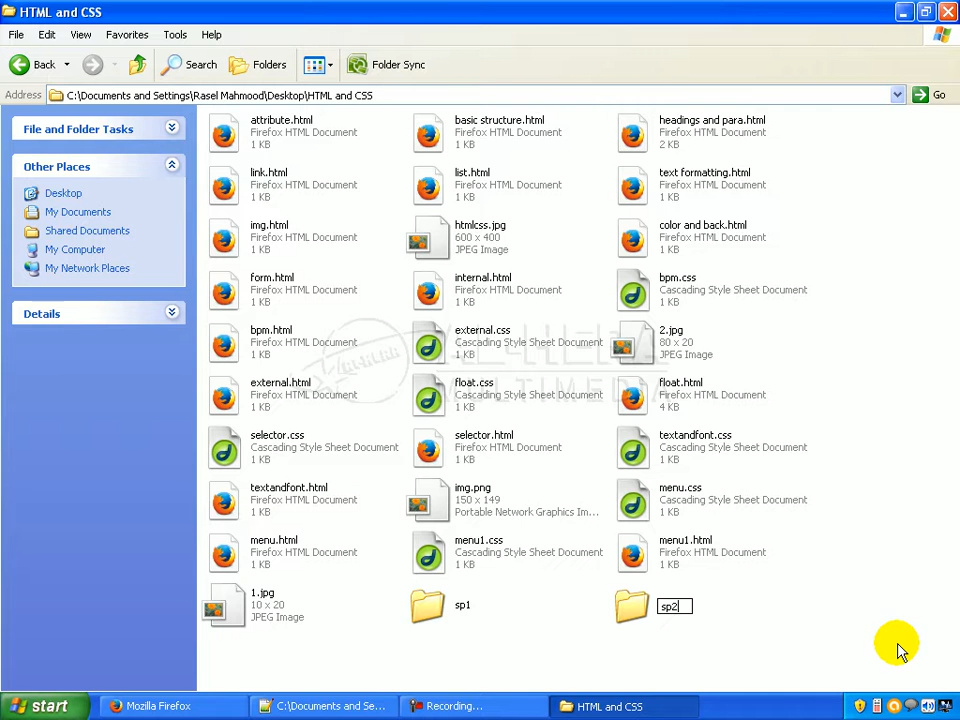 HTML and CSS
File Edit View Favorites Tools Help
Back Search Folders Folder Sync
Address C:\Documents and Settings\Rasel Mahmood\Desktop\HTML and CSS Go
File and Folder Tasks
Other Places
Desktop
My Documents
Shared Documents
My Computer
My Network Places
Details
attribute.html
Firefox HTML Document
1 KB
basic structure.html
Firefox HTML Document
1 KB
headings and para.html
Firefox HTML Document
2 KB
link.html
Firefox HTML Document
1 KB
list.html
Firefox HTML Document
1 KB
text formatting.html
Firefox HTML Document
1 KB
img.html
Firefox HTML Document
1 KB
htmlcss.jpg
600 x 400
JPEG Image
color and back.html
Firefox HTML Document
1 KB
form.html
Firefox HTML Document
1 KB
internal.html
Firefox HTML Document
1 KB
bpm.css
Cascading Style Sheet Document
1 KB
bpm.html
Firefox HTML Document
1 KB
external.css
Cascading Style Sheet Document
1 KB
2.jpg
80 x 20
JPEG Image
external.html
Firefox HTML Document
1 KB
float.css
Cascading Style Sheet Document
1 KB
float.html
Firefox HTML Document
4 KB
selector.css
Cascading Style Sheet Document
1 KB
selector.html
Firefox HTML Document
1 KB
textandfont.css
Cascading Style Sheet Document
1 KB
textandfont.html
Firefox HTML Document
1 KB
img.png
150 x 149
Portable Network Graphics Im...
menu.css
Cascading Style Sheet Document
1 KB
menu.html
Firefox HTML Document
1 KB
menu1.css
Cascading Style Sheet Document
1 KB
menu1.html
Firefox HTML Document
1 KB
1.jpg
10 x 20
JPEG Image
sp1
sp2
AL-HERA
MULTIMEDIA
start Mozilla Firefox C:\Documents and Se... Recording... HTML and CSS